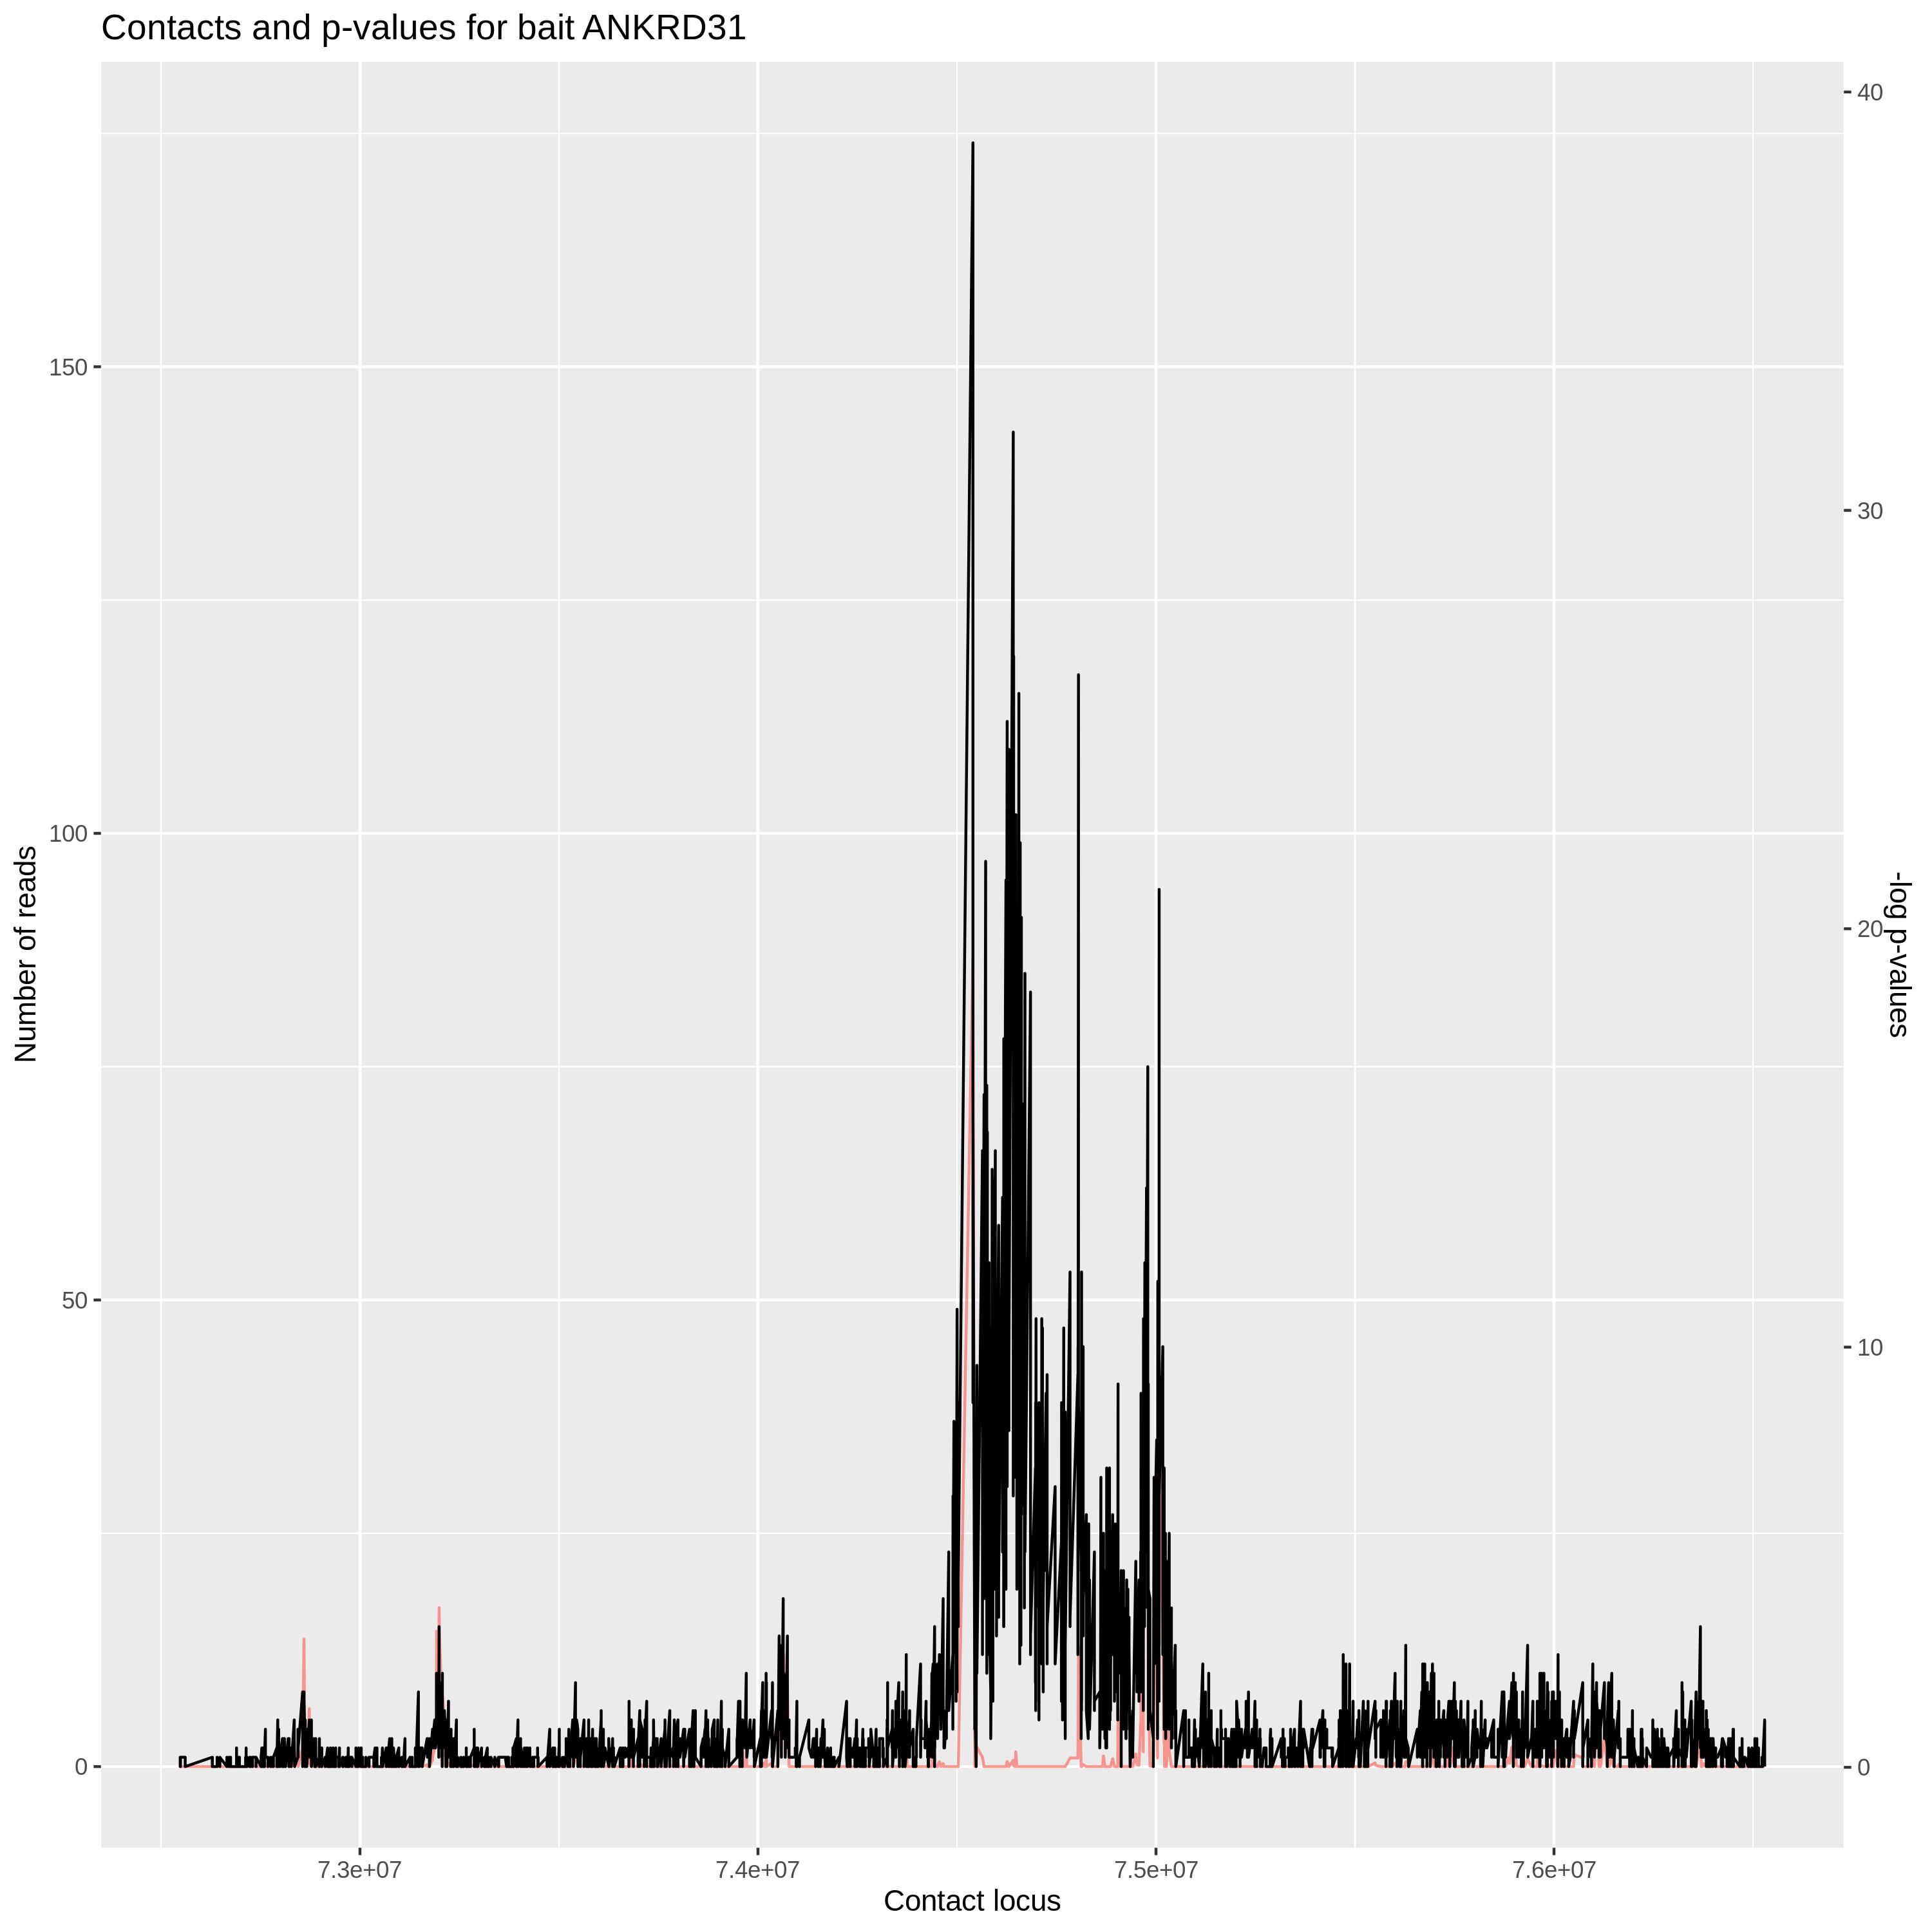 Contacts and p-values for bait ANKRD31
40
150
30
100
Number of reads
20
-log p-values
50
10
0
0
7.3e+07 7.4e+07 7.5e+07 7.6e+07
Contact locus